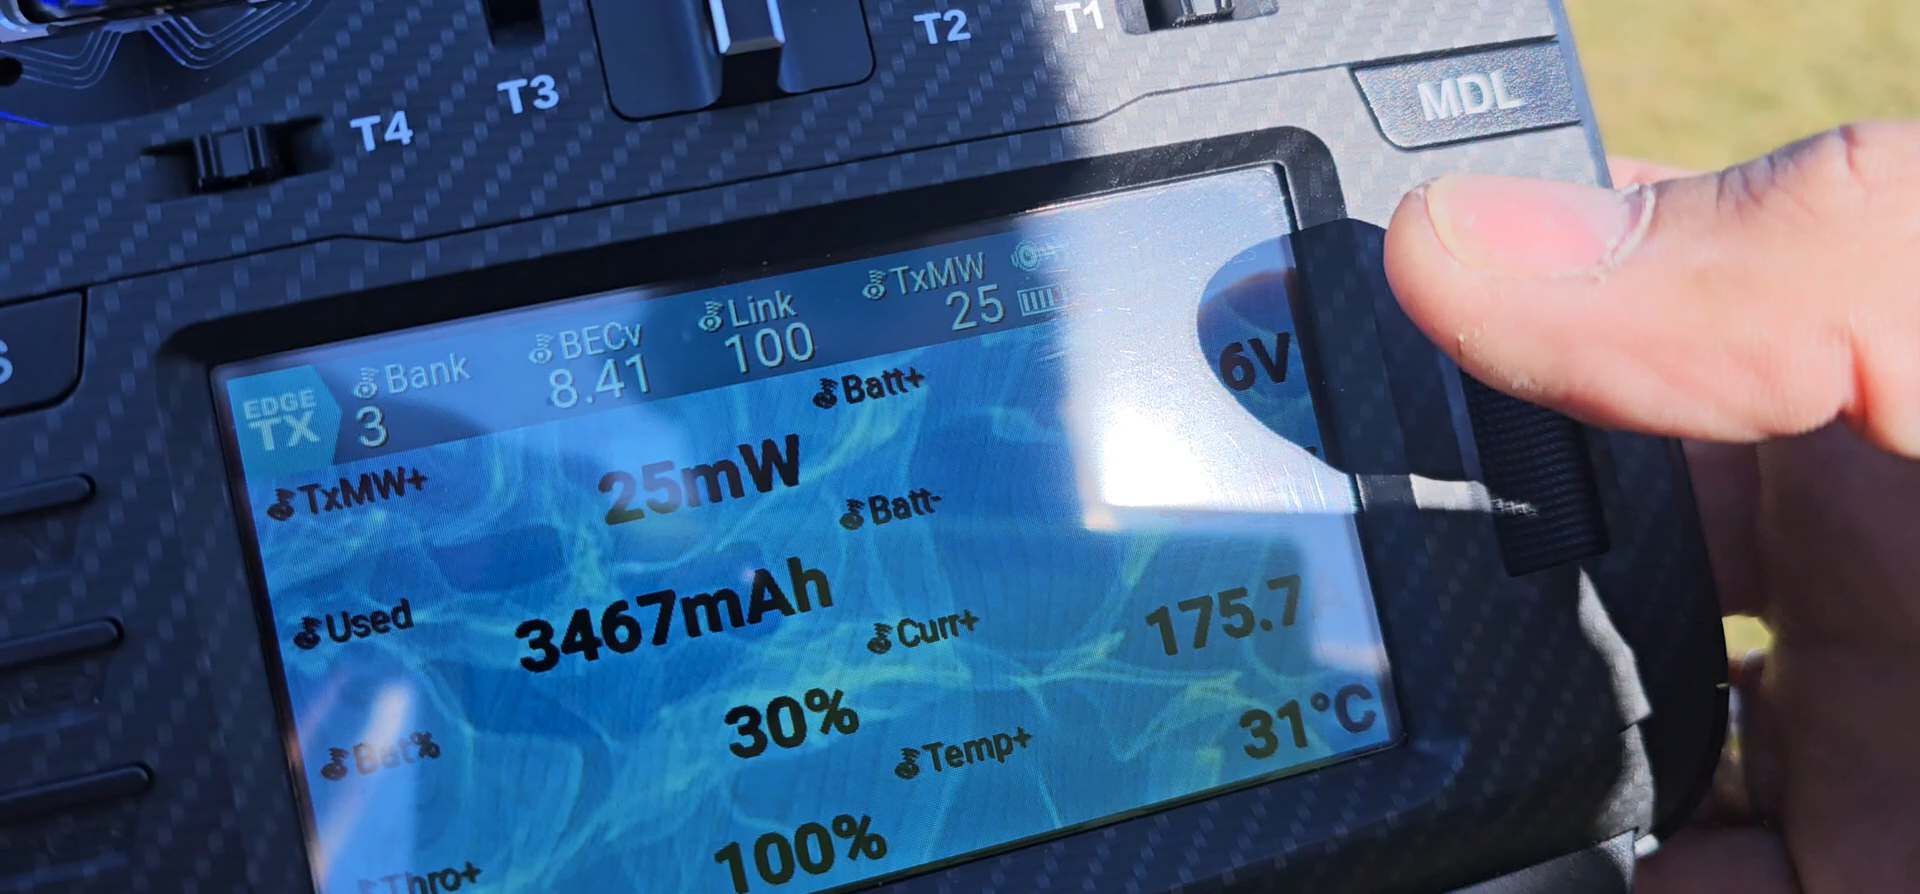 T4
T3
T2
T1
MDL
S
EDGE
TX
Bank
3
BECv
8.41
Link
100
TxMW
25
TxMW+
25mW
Batt+
6V
Used
3467mAh
Batt-
Bat%
30%
Curr+
175.7
Thro+
100%
Temp+
31°C